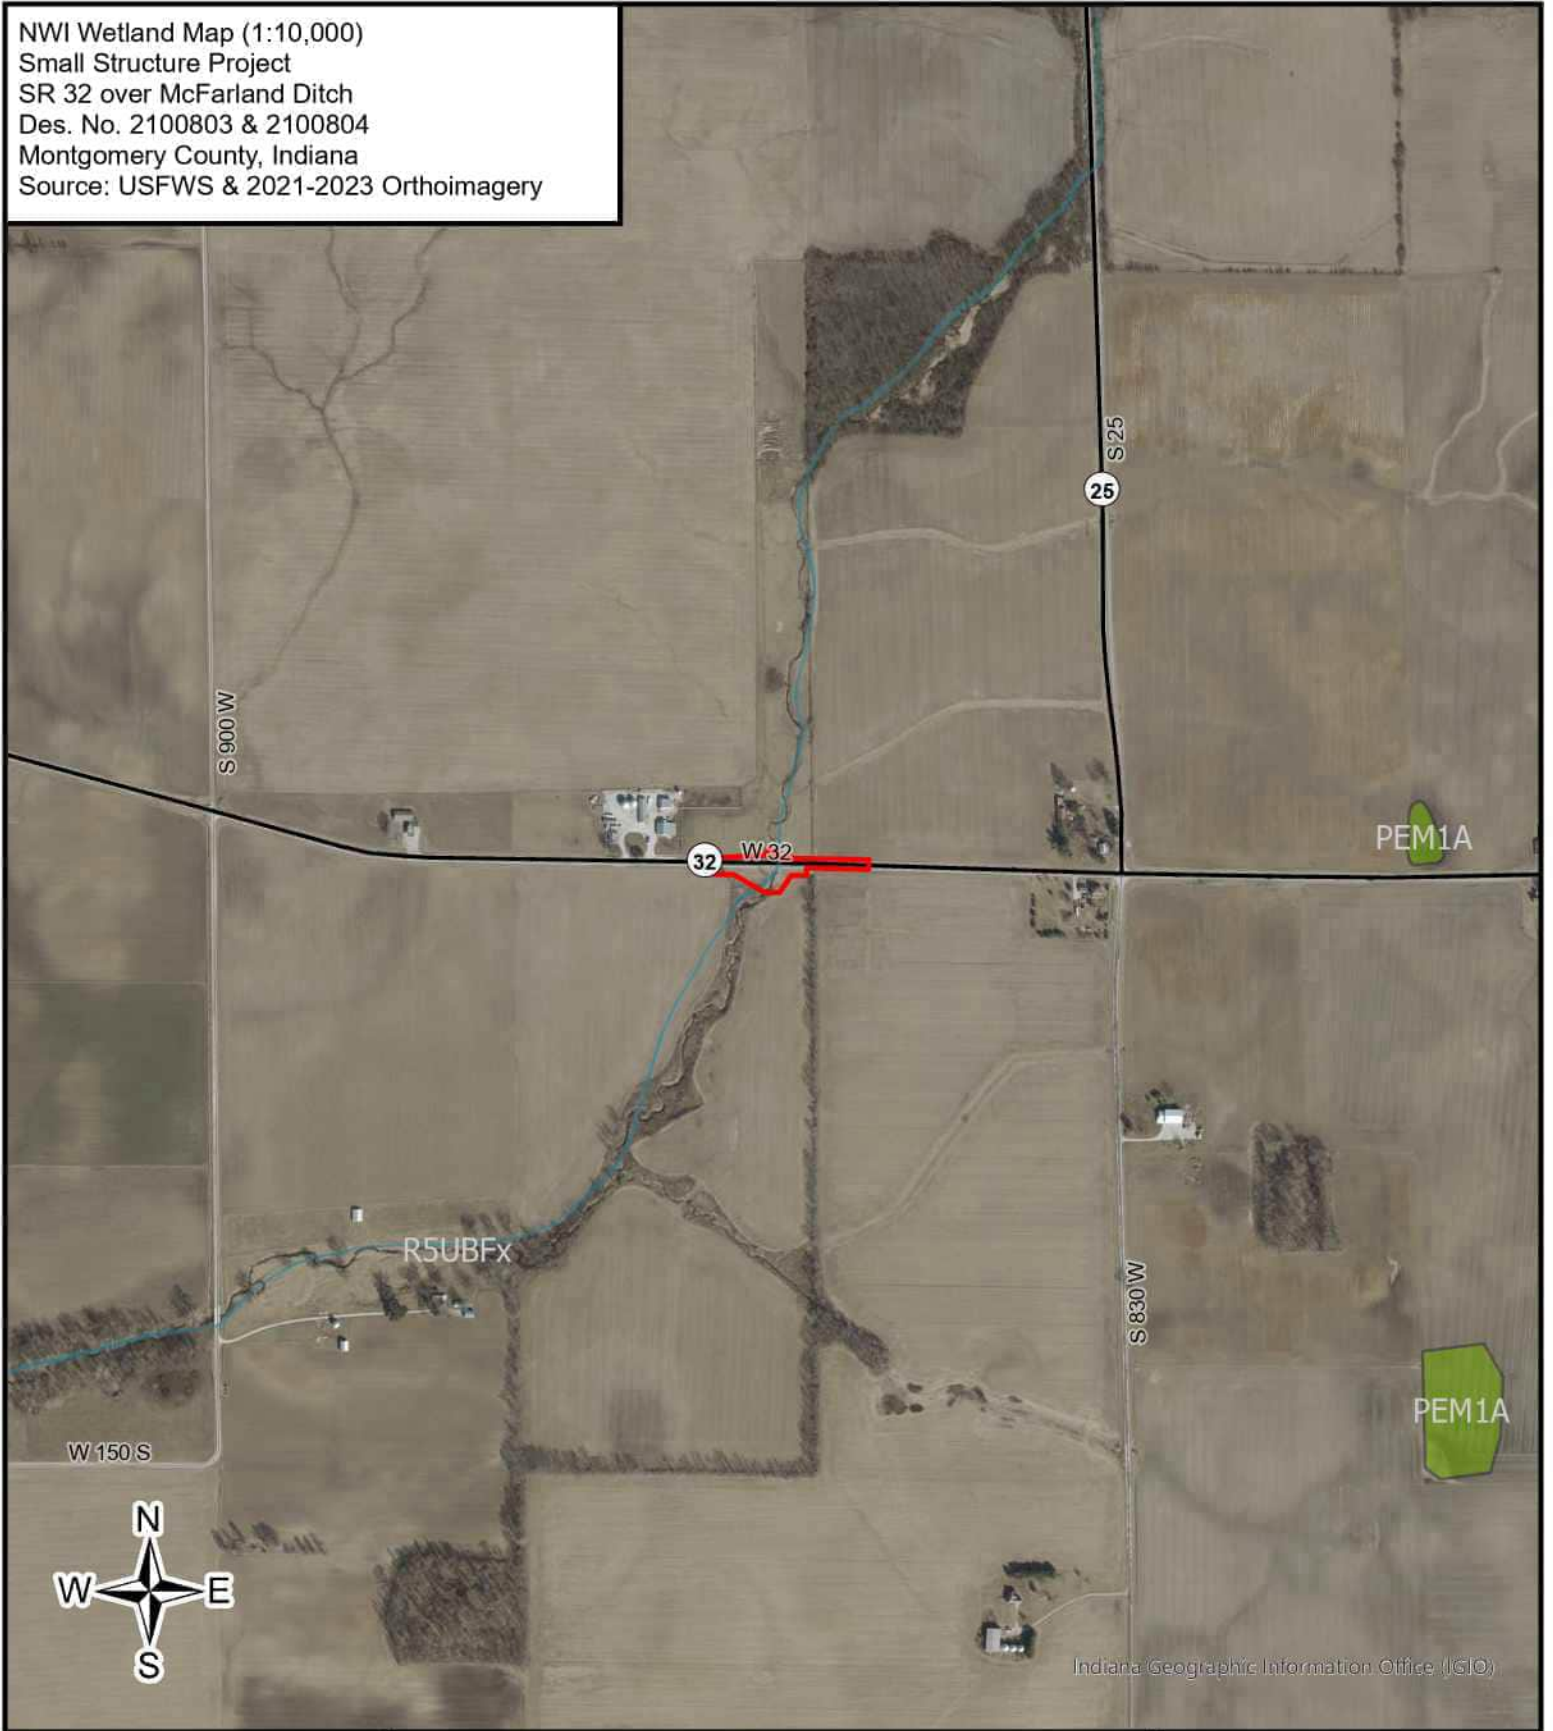 NWI Wetland Map (1:10,000)
Small Structure Project
SR 32 over McFarland Ditch
Des. No. 2100803 & 2100804
Montgomery County, Indiana
Source: USFWS & 2021-2023 Orthoimagery
S 25
25
S 900 W
PEM1A
W 32
32
R5UBFx
S 830 W
PEM1A
W 150 S
N
W
E
S
Indiana Geographic Information Office (IGIO)